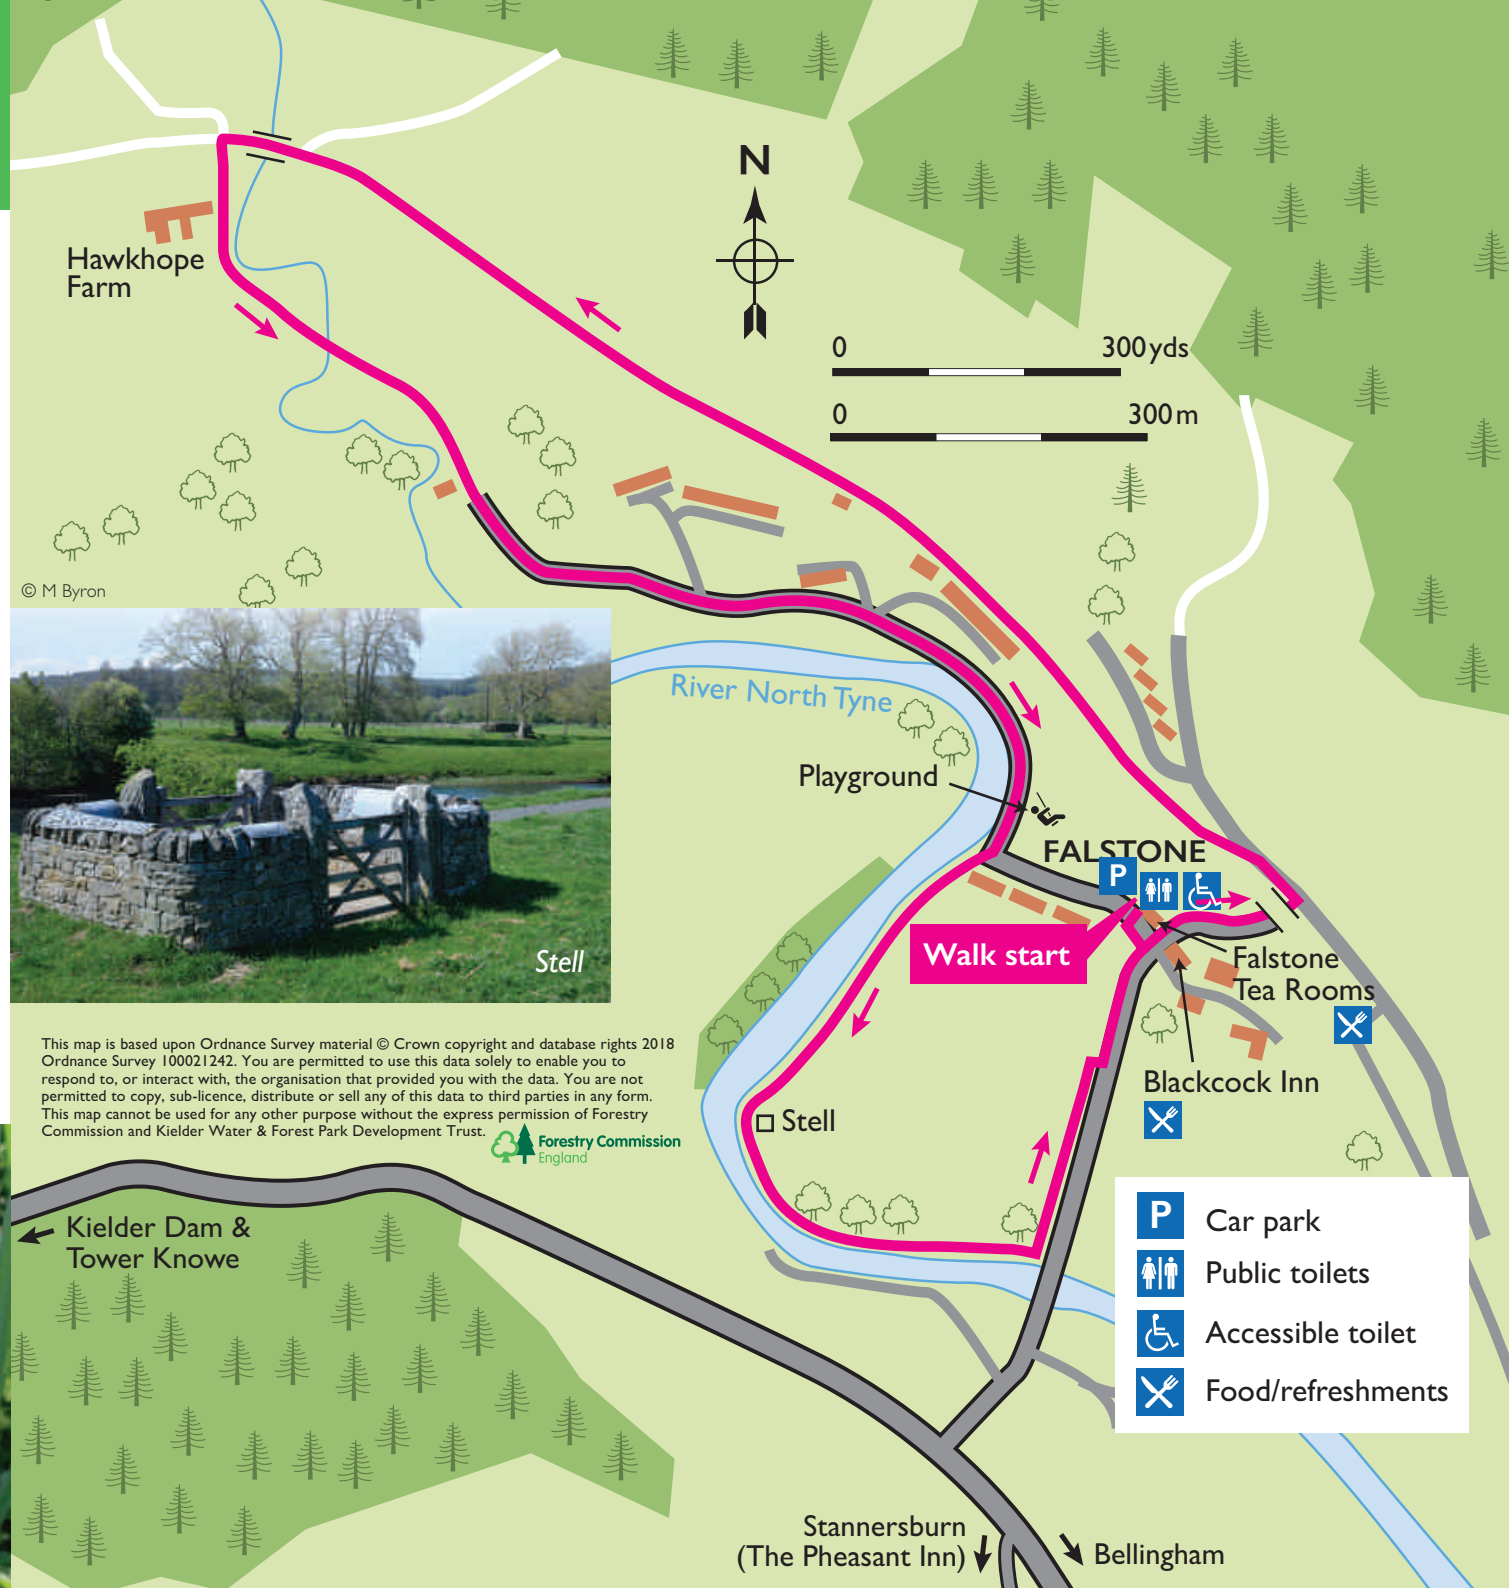 N
Hawkhope
Farm
0 300 yds
0 300 m
© M Byron
River North Tyne
Playground
FALSTONE
P
Walk start
Falstone
Tea Rooms
Stell
Blackcock Inn
Stell
This map is based upon Ordnance Survey material © Crown copyright and database rights 2018
Ordnance Survey 100021242. You are permitted to use this data solely to enable you to
respond to, or interact with, the organisation that provided you with the data. You are not
permitted to copy, sub-licence, distribute or sell any of this data to third parties in any form.
This map cannot be used for any other purpose without the express permission of Forestry
Commission and Kielder Water & Forest Park Development Trust.
Forestry Commission
England
Kielder Dam &
Tower Knowe
P Car park
Public toilets
Accessible toilet
Food/refreshments
Stannersburn
(The Pheasant Inn)
Bellingham